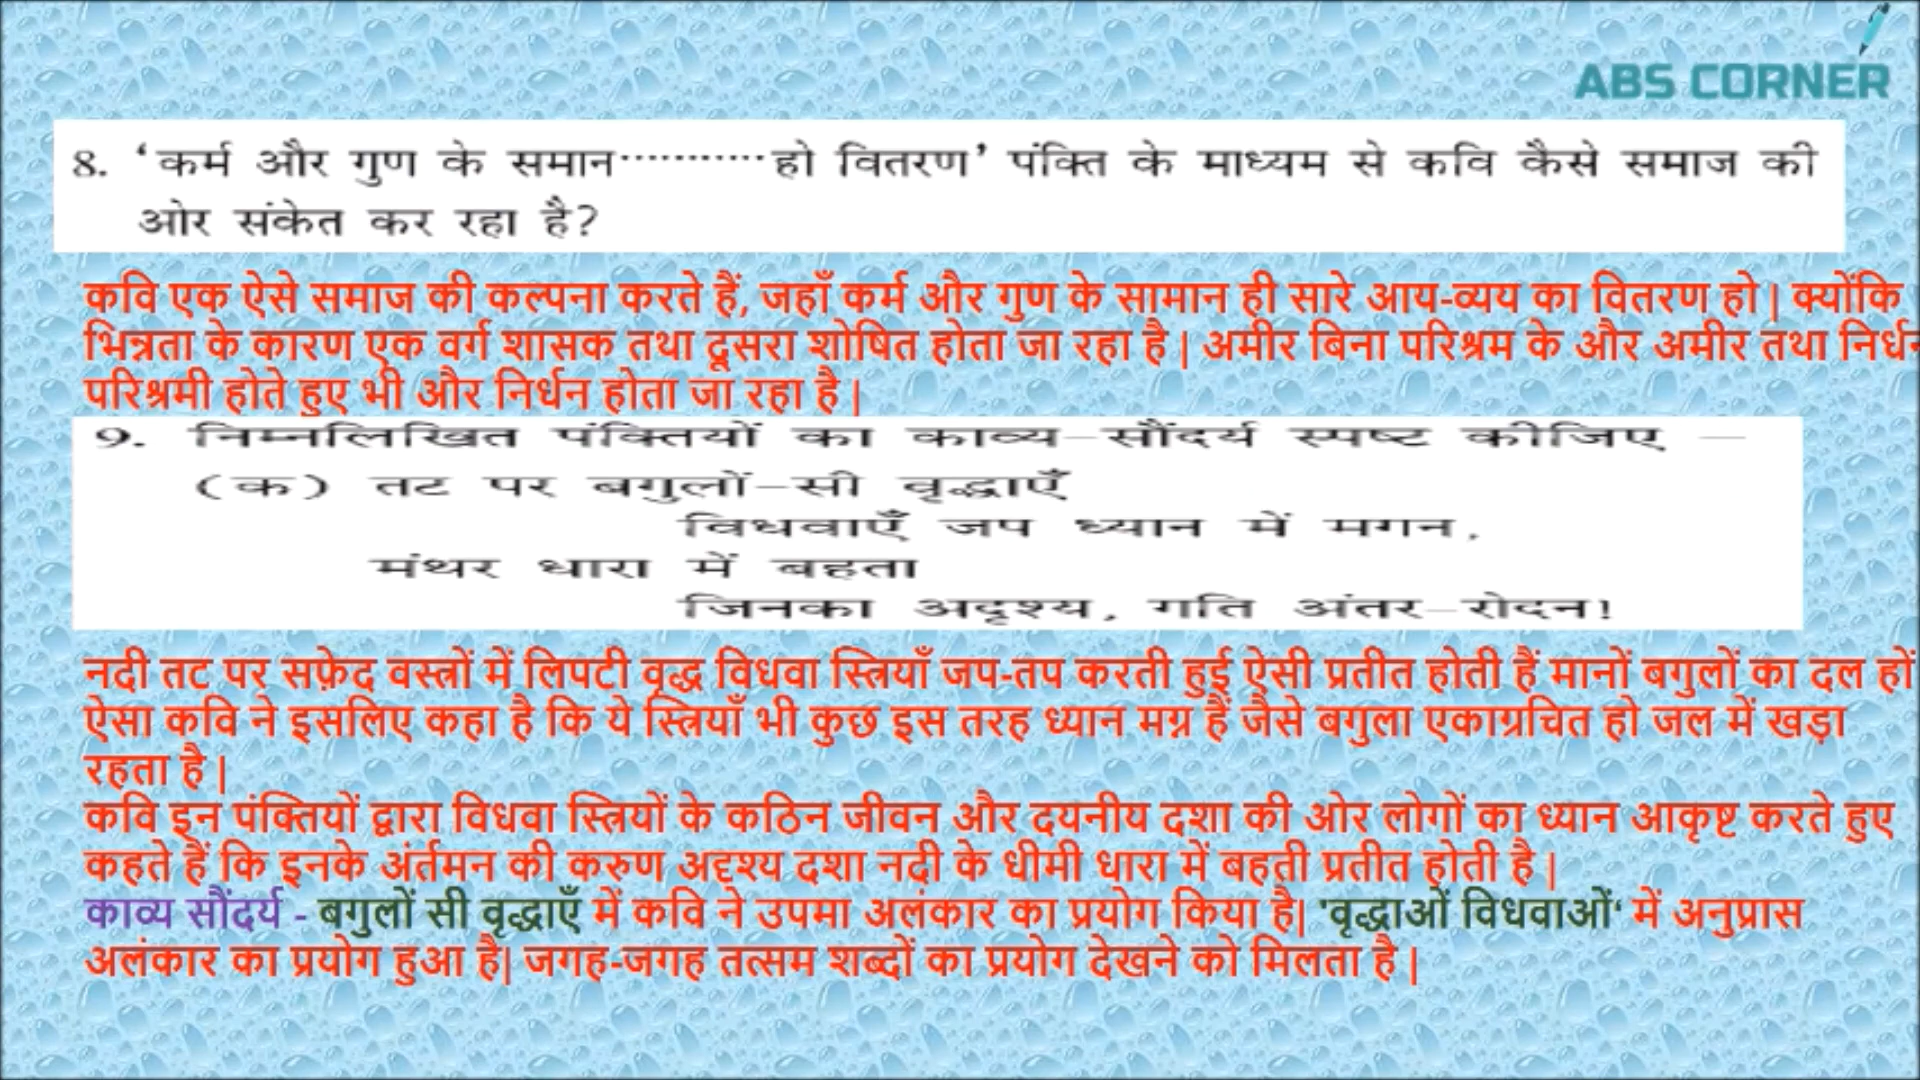 ABS CORNER
8. ‘कर्म और गुण के समान...........हो वितरण’ पंक्ति के माध्यम से कवि कैसे समाज की
ओर संकेत कर रहा है?
कवि एक ऐसे समाज की कल्पना करते हैं, जहाँ कर्म और गुण के सामान ही सारे आय-व्यय का वितरण हो | क्योंकि
भिन्नता के कारण एक वर्ग शासक तथा दूसरा शोषित होता जा रहा है | अमीर बिना परिश्रम के और अमीर तथा निर्धन
परिश्रमी होते हुए भी और निर्धन होता जा रहा है |
9. निम्नलिखित पंक्तियों का काव्य-सौंदर्य स्पष्ट कीजिए –
(क) तट पर बगुलों-सी वृद्धाएँ
विधवाएँ जप ध्यान में मगन,
मंथर धारा में बहता
जिनका अदृश्य, गति अंतर-रोदन!
नदी तट पर सफ़ेद वस्त्रों में लिपटी वृद्ध विधवा स्त्रियाँ जप-तप करती हुई ऐसी प्रतीत होती हैं मानों बगुलों का दल हों
ऐसा कवि ने इसलिए कहा है कि ये स्त्रियाँ भी कुछ इस तरह ध्यान मग्न हैं जैसे बगुला एकाग्रचित हो जल में खड़ा
रहता है |
कवि इन पंक्तियों द्वारा विधवा स्त्रियों के कठिन जीवन और दयनीय दशा की ओर लोगों का ध्यान आकृष्ट करते हुए
कहते हैं कि इनके अंर्तमन की करुण अदृश्य दशा नदी के धीमी धारा में बहती प्रतीत होती है |
काव्य सौंदर्य - बगुलों सी वृद्धाएँ में कवि ने उपमा अलंकार का प्रयोग किया है| 'वृद्धाओं विधवाओं‘ में अनुप्रास
अलंकार का प्रयोग हुआ है| जगह-जगह तत्सम शब्दों का प्रयोग देखने को मिलता है |